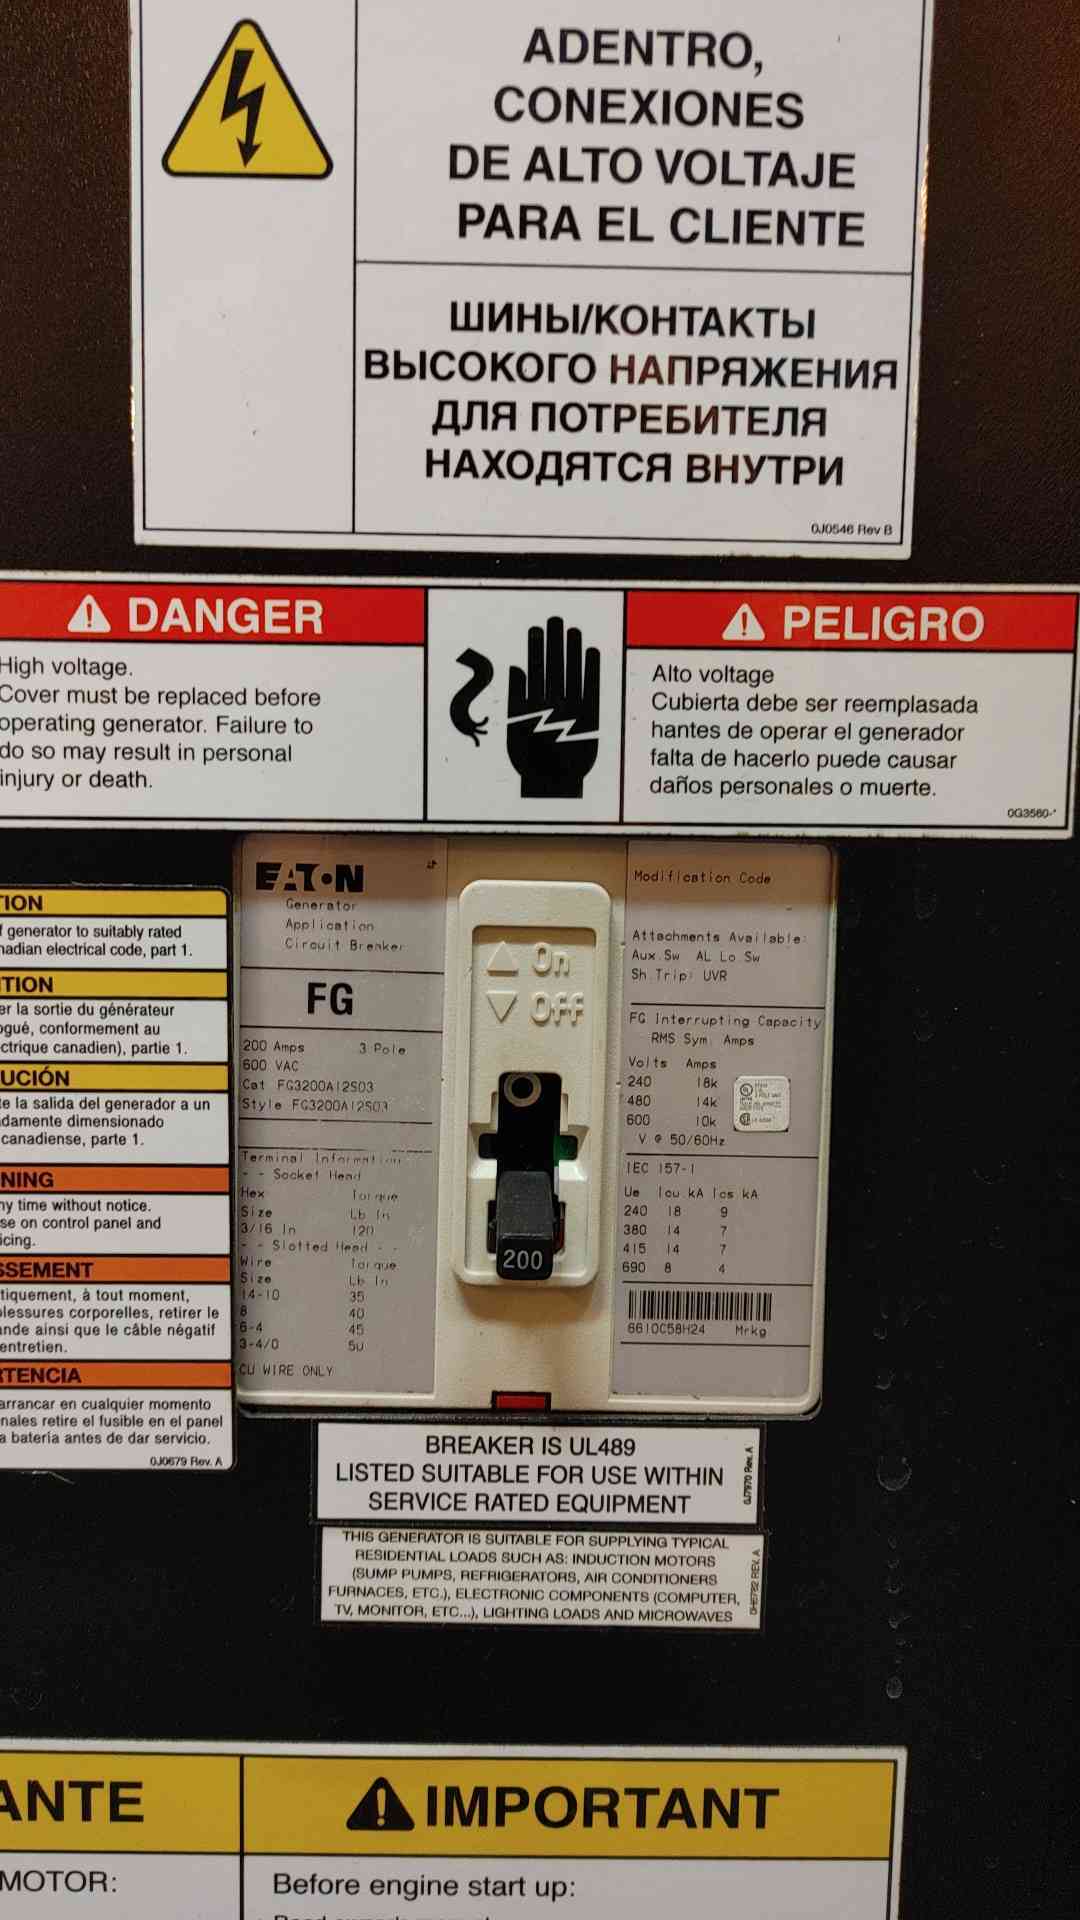 ADENTRO,
CONEXIONES
DE ALTO VOLTAJE
PARA EL CLIENTE
ШИНЫ/КОНТАКТЫ
ВЫСОКОГО НАПРЯЖЕНИЯ
ДЛЯ ПОТРЕБИТЕЛЯ
НАХОДЯТСЯ ВНУТРИ
0J0546 Rev B
DANGER
High voltage.
Cover must be replaced before
operating generator. Failure to
do so may result in personal
injury or death.
PELIGRO
Alto voltage
Cubierta debe ser reemplasada
hantes de operar el generador
falta de hacerlo puede causar
daños personales o muerte.
0G3560-*
TION
f generator to suitably rated
nadian electrical code, part 1.
TION
er la sortie du générateur
ogué, conformement au
ctrique canadien), partie 1.
UCIÓN
te la salida del generador a un
damente dimensionado
canadiense, parte 1.
NING
ny time without notice.
se on control panel and
icing.
SSEMENT
tiquement, à tout moment,
blessures corporelles, retirer le
nde ainsi que le câble négatif
entretien.
RTENCIA
arrancar en cualquier momento
nales retire el fusible en el panel
a bateria antes de dar servicio.
0J0679 Rev. A
EATON
Generator
Application
Circuit Breaker
FG
200 Amps 3 Pole
600 VAC
Cat FG3200A12S03
Style FG3200A12S03
Terminal Information
- - Socket Head
Hex Torque
Size Lb In
3/16 In 120
- - Slotted Head - -
Wire Torque
Size Lb In
14-10 35
8 40
6-4 45
3-4/0 50
CU WIRE ONLY
On
Off
200
Modification Code
Attachments Available:
Aux.Sw AL Lo Sw
Sh.Trip: UVR
FG Interrupting Capacity
RMS Sym. Amps
Volts Amps
240 18k
480 14k
600 10k
V @ 50/60Hz
IEC 157-1
Ue Icu kA Ics kA
240 18 9
380 14 7
415 14 7
690 8 4
6610C58H24 Mrkg
BREAKER IS UL489
LISTED SUITABLE FOR USE WITHIN
SERVICE RATED EQUIPMENT
0J7970 Rev. A
THIS GENERATOR IS SUITABLE FOR SUPPLYING TYPICAL
RESIDENTIAL LOADS SUCH AS: INDUCTION MOTORS
(SUMP PUMPS, REFRIGERATORS, AIR CONDITIONERS
FURNACES, ETC.), ELECTRONIC COMPONENTS (COMPUTER,
TV, MONITOR, ETC...), LIGHTING LOADS AND MICROWAVES
ANTE
MOTOR:
IMPORTANT
Before engine start up: